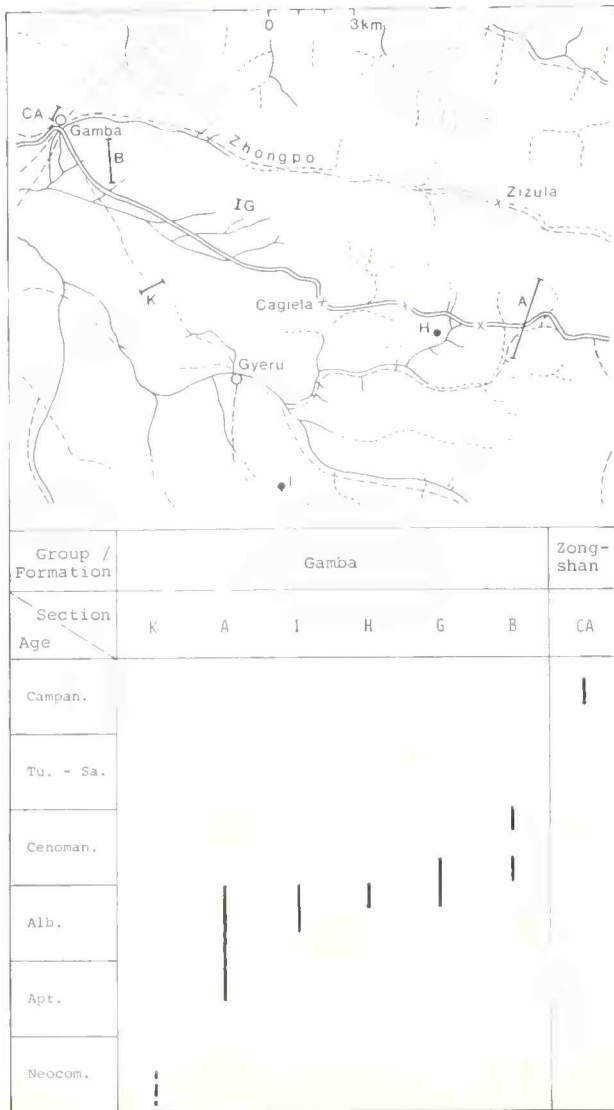 0 3km
CA
Gamba
B
Zhongpo
Zizula
IG
K
Cagiela
A
H
Gyeru
I
Group / Formation Gamba Zong-
shan
Section
Age
K A I H G B CA
Campan.
Tu. - Sa.
Cenoman.
Alb.
Apt.
Neocom.